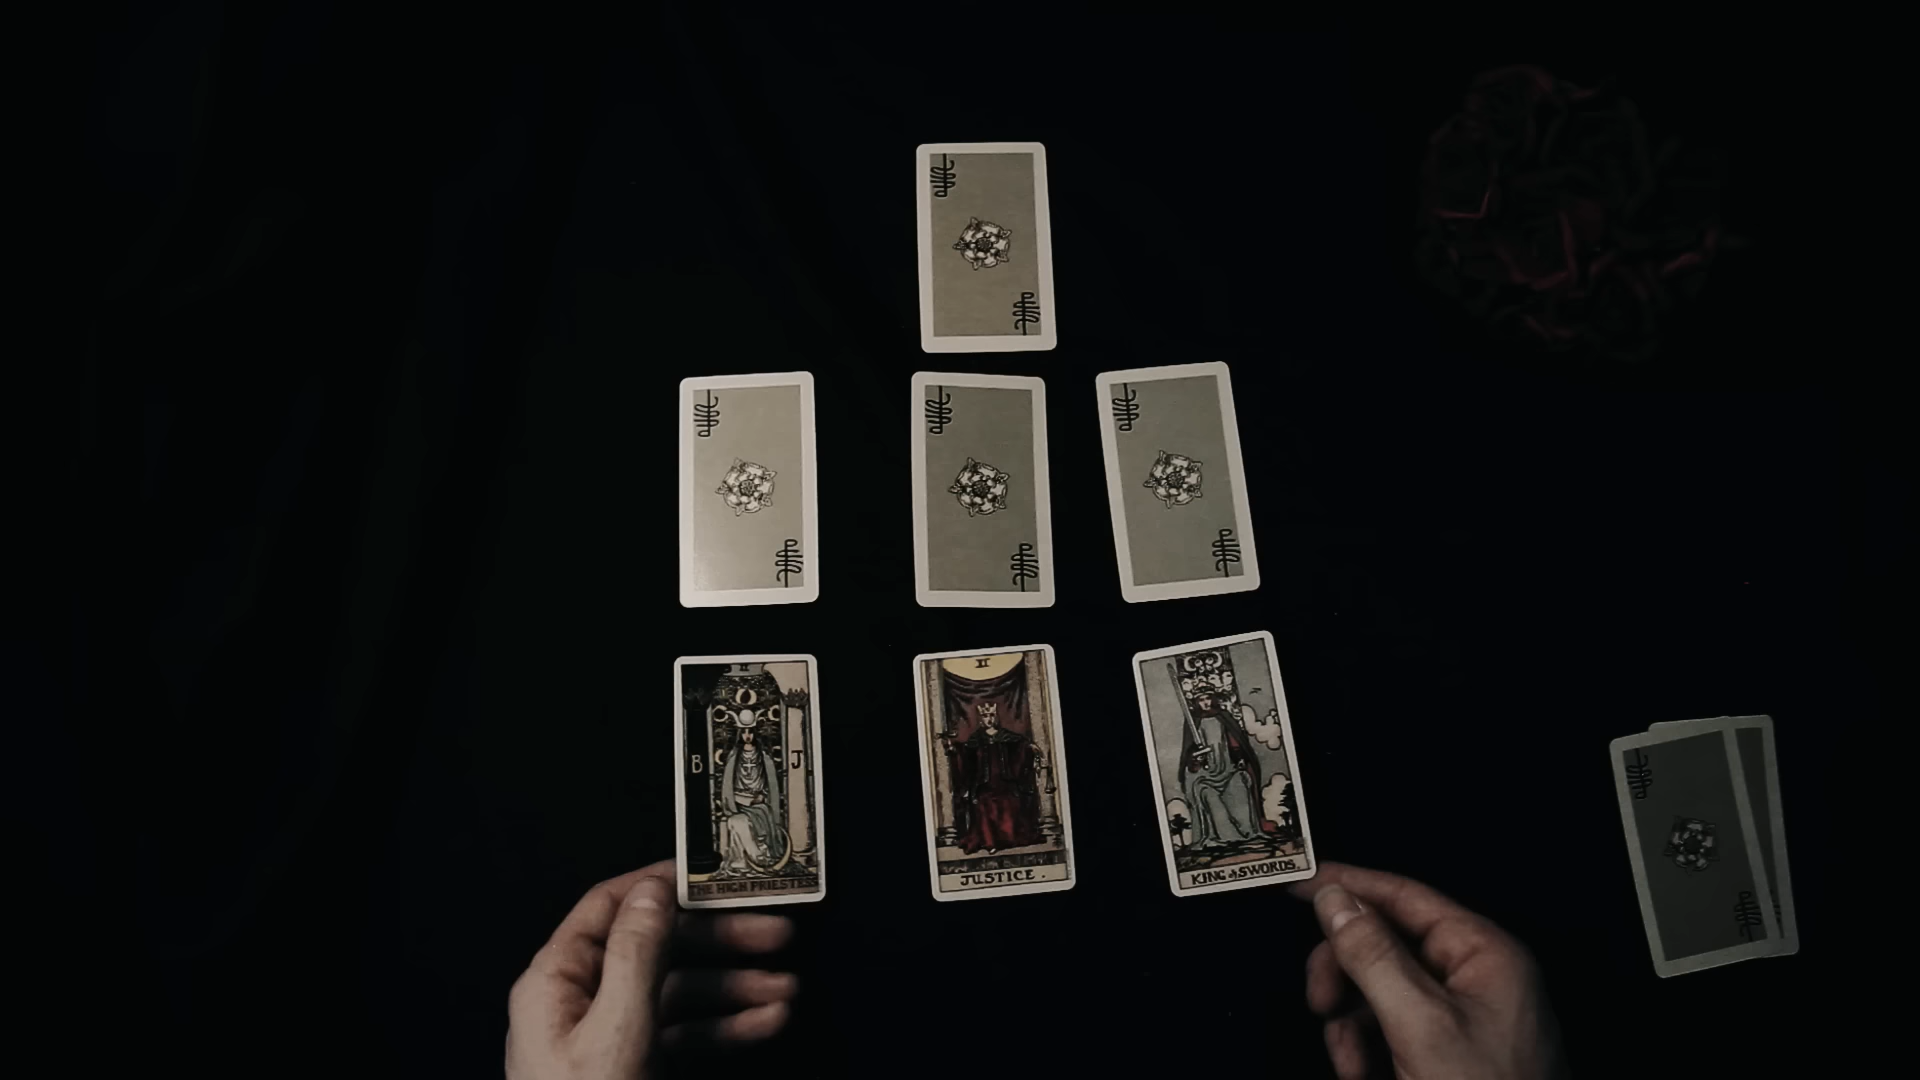 B J
THE HIGH PRIESTESS
JUSTICE .
KING of SWORDS.